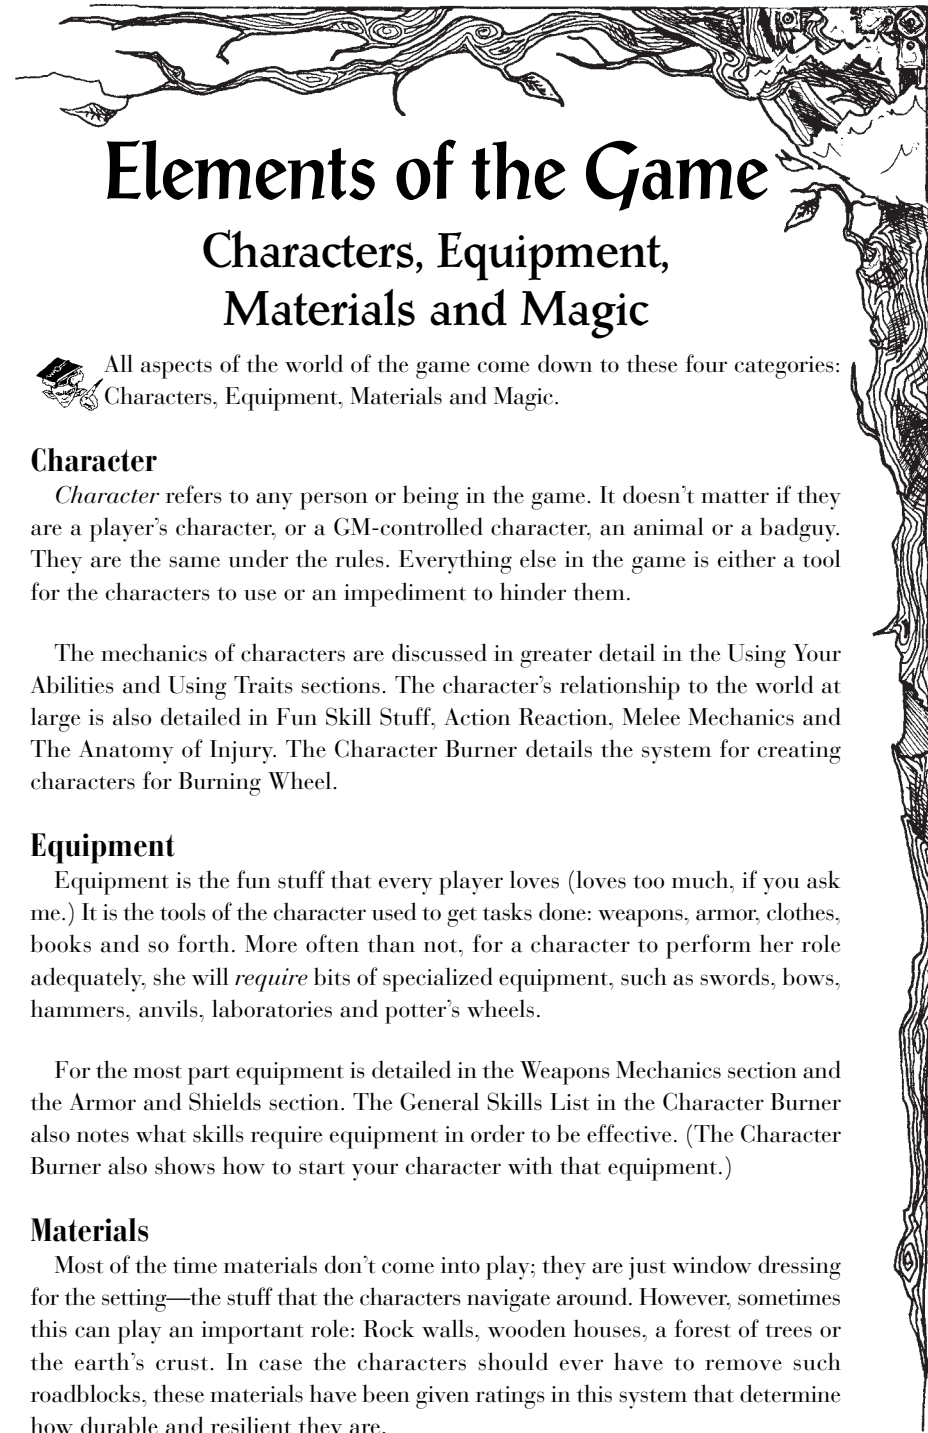 Elements of the Game
Characters, Equipment,
Materials and Magic
All aspects of the world of the game come down to these four categories:
Characters, Equipment, Materials and Magic.
Character
Character refers to any person or being in the game. It doesn't matter if they
are a player's character, or a GM-controlled character, an animal or a badguy.
They are the same under the rules. Everything else in the game is either a tool
for the characters to use or an impediment to hinder them.
The mechanics of characters are discussed in greater detail in the Using Your
Abilities and Using Traits sections. The character's relationship to the world at
large is also detailed in Fun Skill Stuff, Action Reaction, Melee Mechanics and
The Anatomy of Injury. The Character Burner details the system for creating
characters for Burning Wheel.
Equipment
Equipment is the fun stuff that every player loves (loves too much, if you ask
me.) It is the tools of the character used to get tasks done: weapons, armor, clothes,
books and so forth. More often than not, for a character to perform her role
adequately, she will require bits of specialized equipment, such as swords, bows,
hammers, anvils, laboratories and potter's wheels.
For the most part equipment is detailed in the Weapons Mechanics section and
the Armor and Shields section. The General Skills List in the Character Burner
also notes what skills require equipment in order to be effective. (The Character
Burner also shows how to start your character with that equipment.)
Materials
Most of the time materials don't come into play; they are just window dressing
for the setting—the stuff that the characters navigate around. However, sometimes
this can play an important role: Rock walls, wooden houses, a forest of trees or
the earth's crust. In case the characters should ever have to remove such
roadblocks, these materials have been given ratings in this system that determine
how durable and resilient they are.